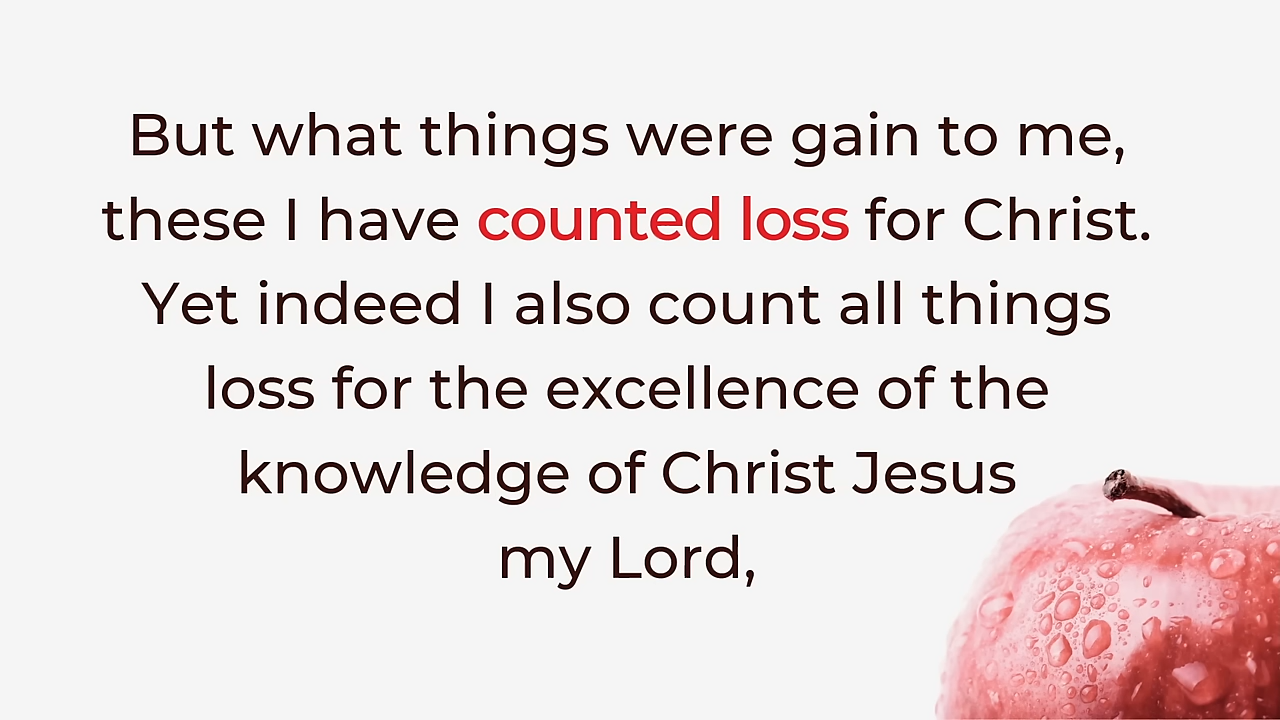 But what things were gain to me,
these I have counted loss for Christ.
Yet indeed I also count all things
loss for the excellence of the
knowledge of Christ Jesus
my Lord,